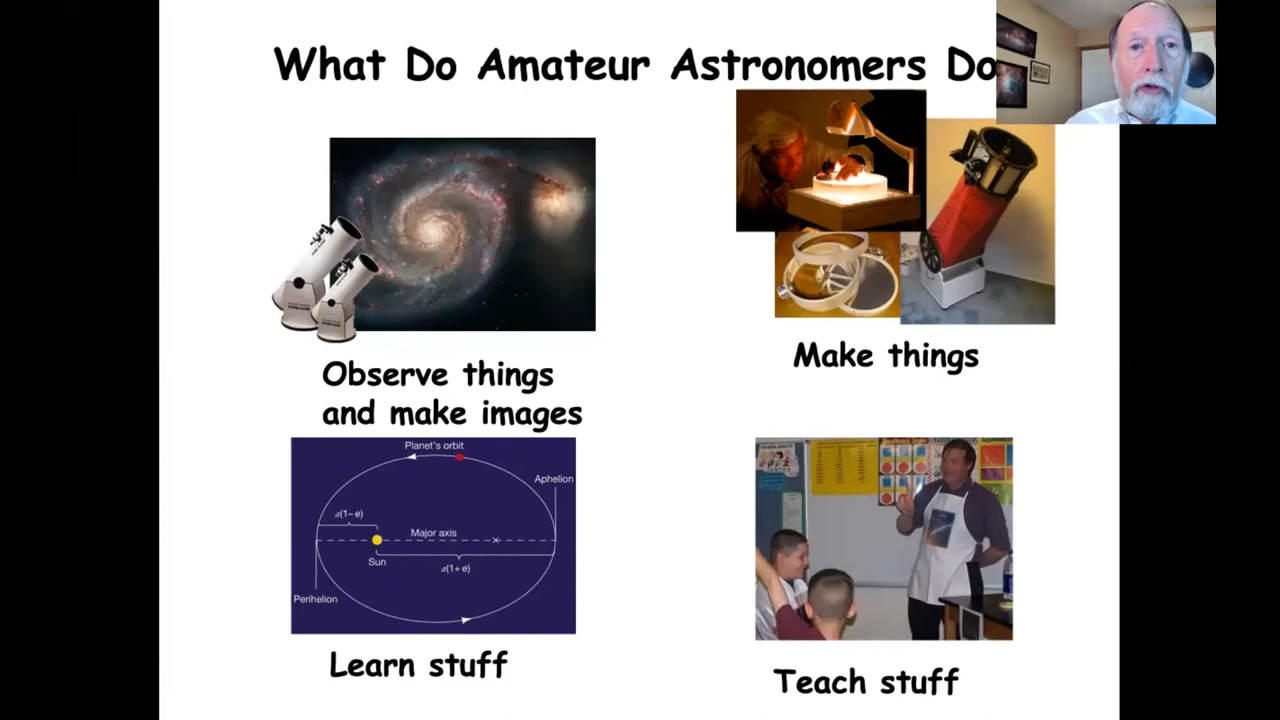 What Do Amateur Astronomers Do
Observe things
and make images
Make things
Planet's orbit
Aphelion
a(1−e)
Major axis
Sun
a(1+e)
Perihelion
Learn stuff
Teach stuff